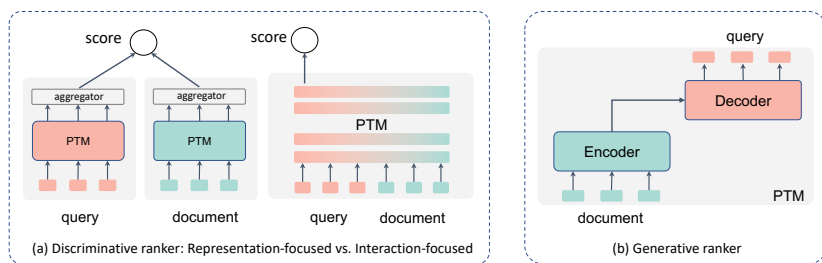 score
aggregator
aggregator
PTM
PTM
query
document
score
PTM
query
document
(a) Discriminative ranker: Representation-focused vs. Interaction-focused
query
Decoder
Encoder
document
PTM
(b) Generative ranker